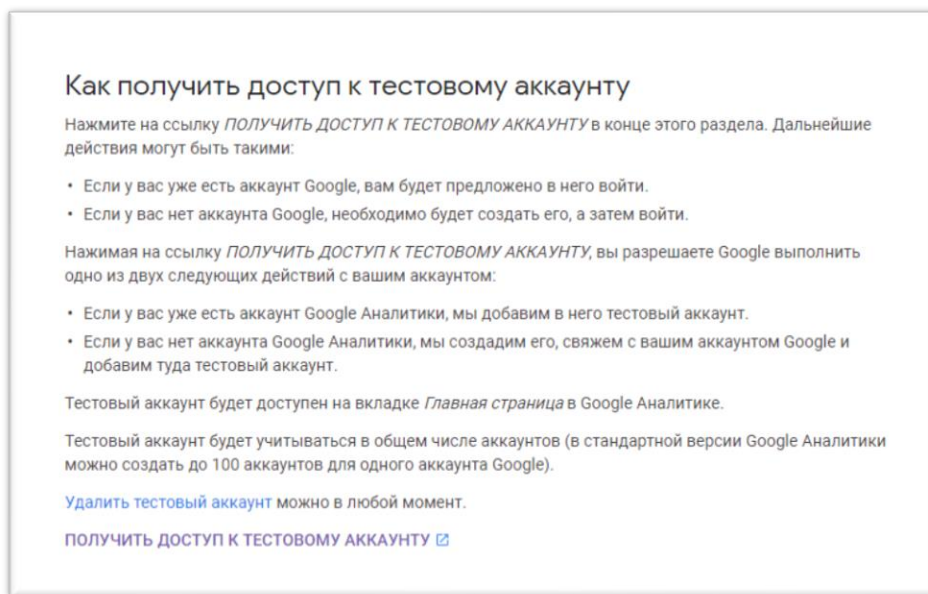 Как получить доступ к тестовому аккаунту
Нажмите на ссылку ПОЛУЧИТЬ ДОСТУП К ТЕСТОВОМУ АККАУНТУ в конце этого раздела. Дальнейшие
действия могут быть такими:
• Если у вас уже есть аккаунт Google, вам будет предложено в него войти.
• Если у вас нет аккаунта Google, необходимо будет создать его, а затем войти.
Нажимая на ссылку ПОЛУЧИТЬ ДОСТУП К ТЕСТОВОМУ АККАУНТУ, вы разрешаете Google выполнить
одно из двух следующих действий с вашим аккаунтом:
• Если у вас уже есть аккаунт Google Аналитики, мы добавим в него тестовый аккаунт.
• Если у вас нет аккаунта Google Аналитики, мы создадим его, свяжем с вашим аккаунтом Google и
добавим туда тестовый аккаунт.
Тестовый аккаунт будет доступен на вкладке Главная страница в Google Аналитике.
Тестовый аккаунт будет учитываться в общем числе аккаунтов (в стандартной версии Google Аналитики
можно создать до 100 аккаунтов для одного аккаунта Google).
Удалить тестовый аккаунт можно в любой момент.
ПОЛУЧИТЬ ДОСТУП К ТЕСТОВОМУ АККАУНТУ